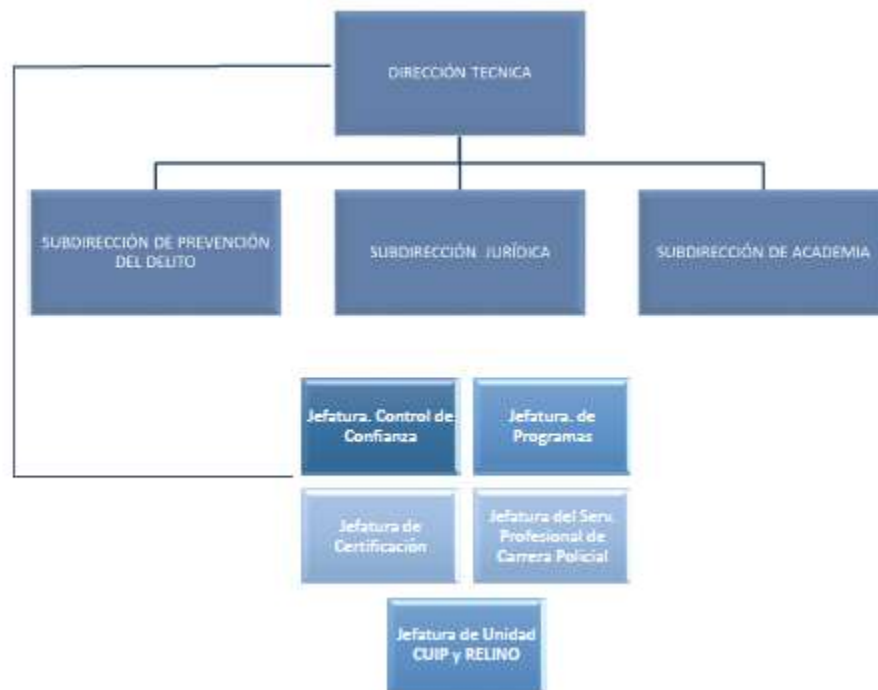 DIRECCIÓN TECNICA
SUBDIRECCIÓN DE PREVENCIÓN
DEL DELITO
SUBDIRECCIÓN JURÍDICA
SUBDIRECCIÓN DE ACADEMIA
Jefatura. Control de
Confianza
Jefatura. de
Programas
Jefatura de
Certificación
Jefatura del Serv.
Profesional de
Carrera Policial
Jefatura de Unidad
CUIP y RELINO